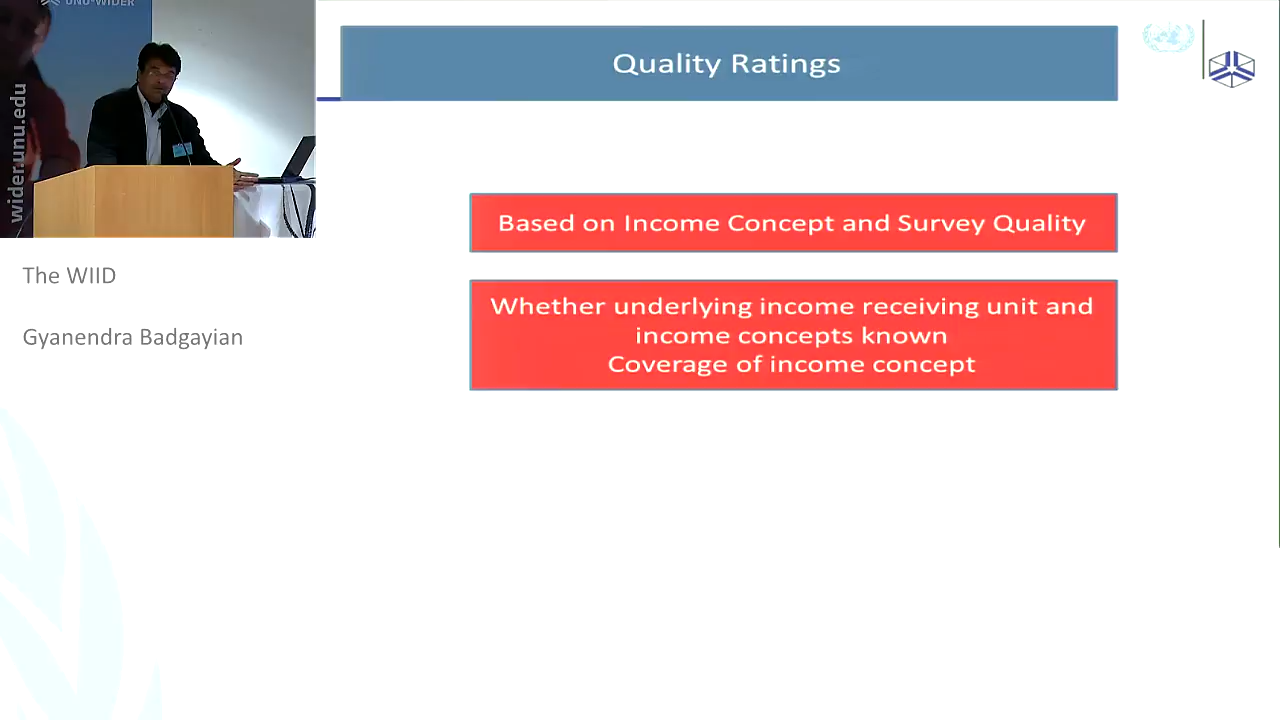 UNU-WIDER
wider.unu.edu
Quality Ratings
Based on Income Concept and Survey Quality
Whether underlying income receiving unit and
income concepts known
Coverage of income concept
The WIID
Gyanendra Badgayian